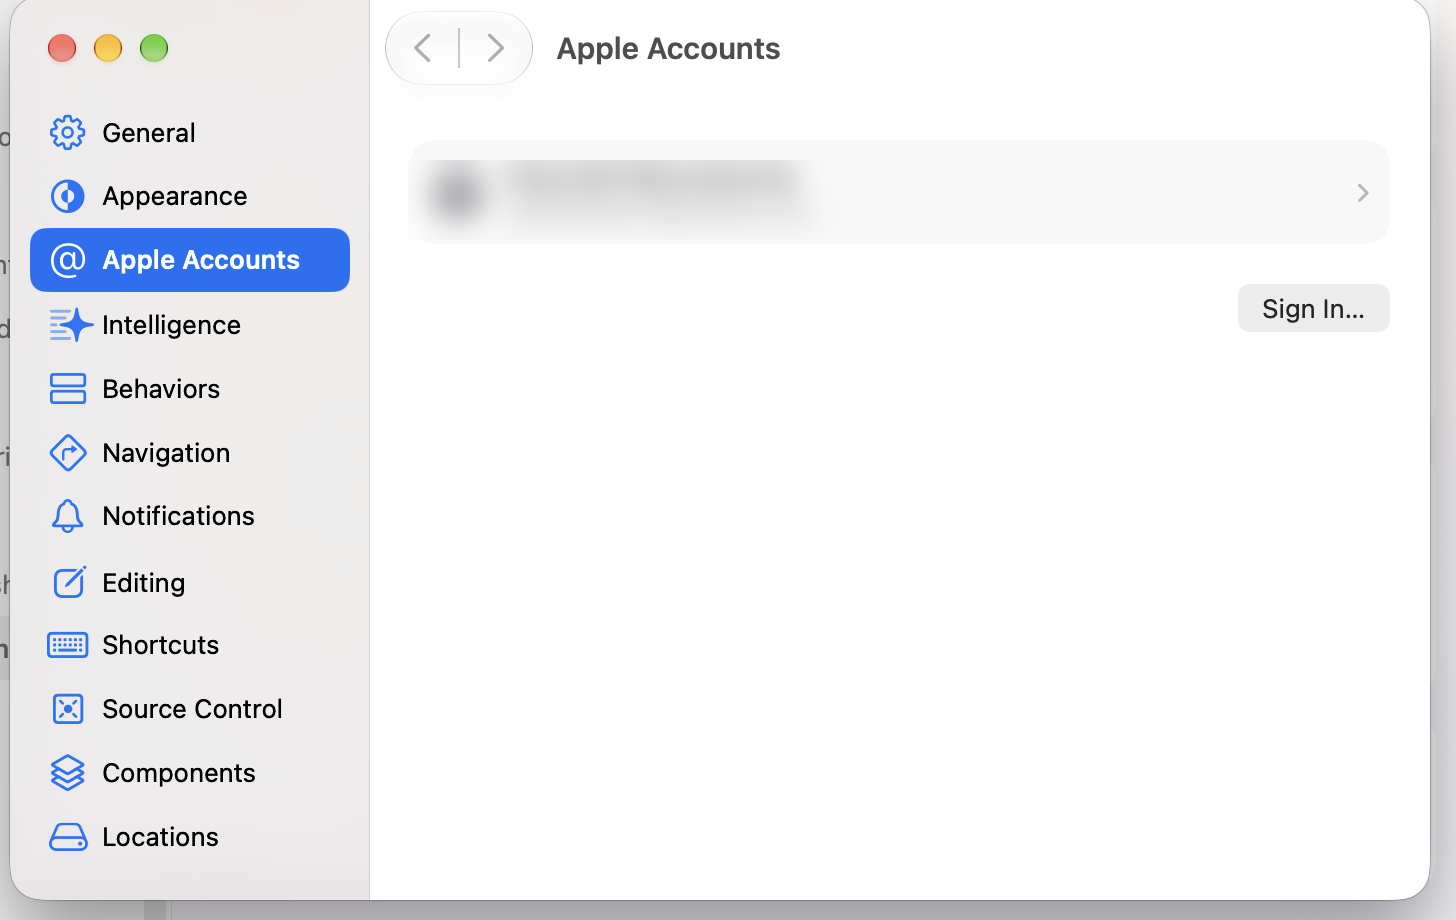 Apple Accounts
General
Appearance
Apple Accounts
Intelligence
Behaviors
Navigation
Notifications
Editing
Shortcuts
Source Control
Components
Locations
Sign In...